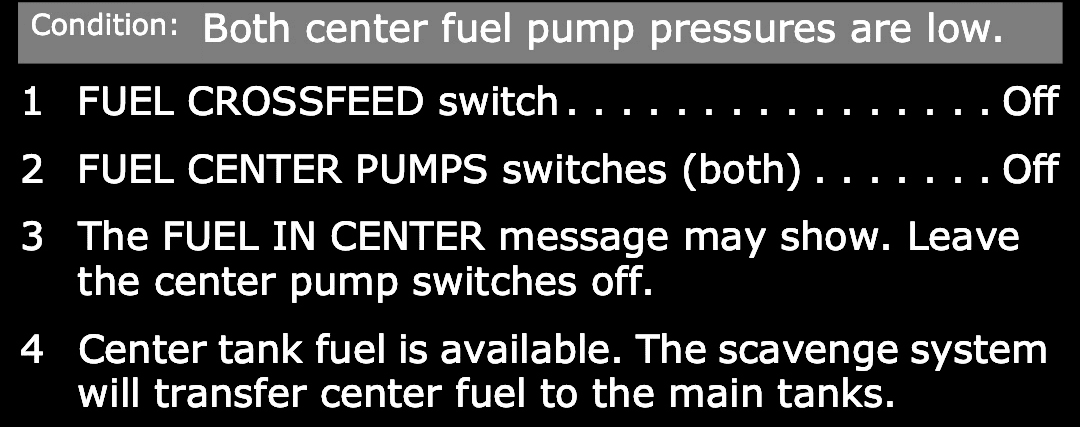 Condition: Both center fuel pump pressures are low.
1 FUEL CROSSFEED switch. . . . . . . . . . . . . . . . Off
2 FUEL CENTER PUMPS switches (both) . . . . . . . Off
3 The FUEL IN CENTER message may show. Leave
the center pump switches off.
4 Center tank fuel is available. The scavenge system
will transfer center fuel to the main tanks.